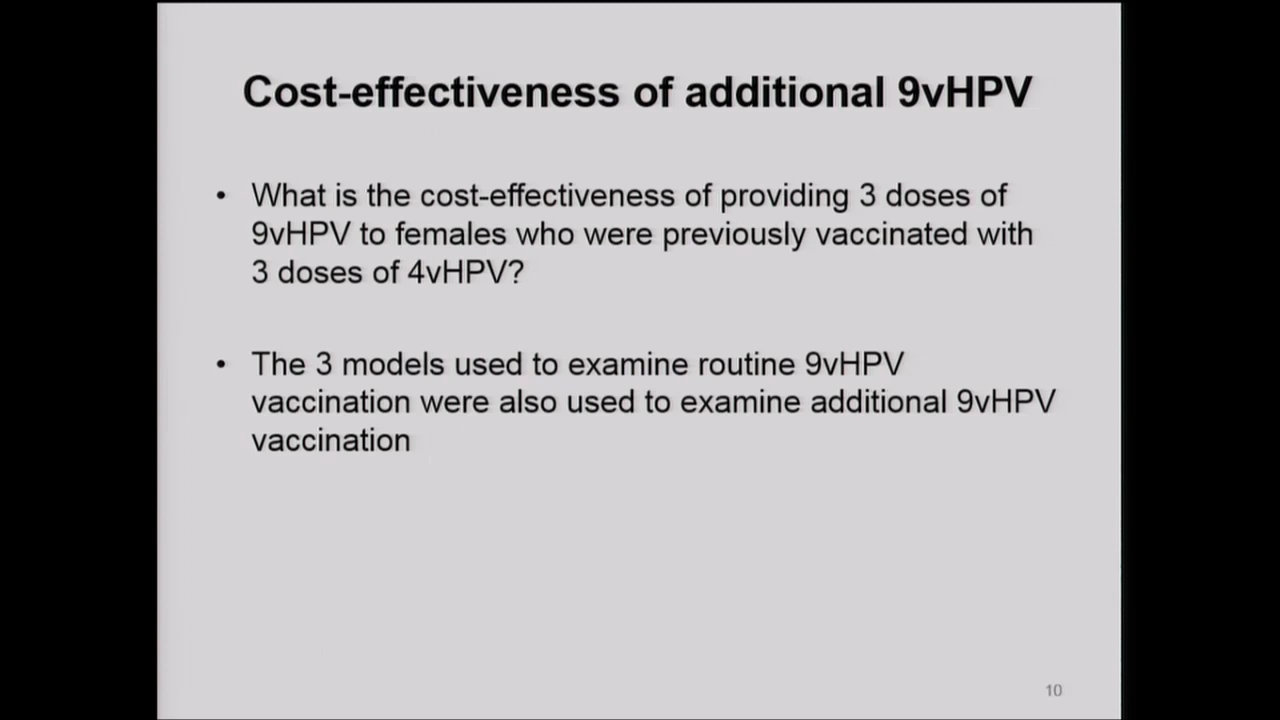 Cost-effectiveness of additional 9vHPV
• What is the cost-effectiveness of providing 3 doses of
9vHPV to females who were previously vaccinated with
3 doses of 4vHPV?
• The 3 models used to examine routine 9vHPV
vaccination were also used to examine additional 9vHPV
vaccination
10